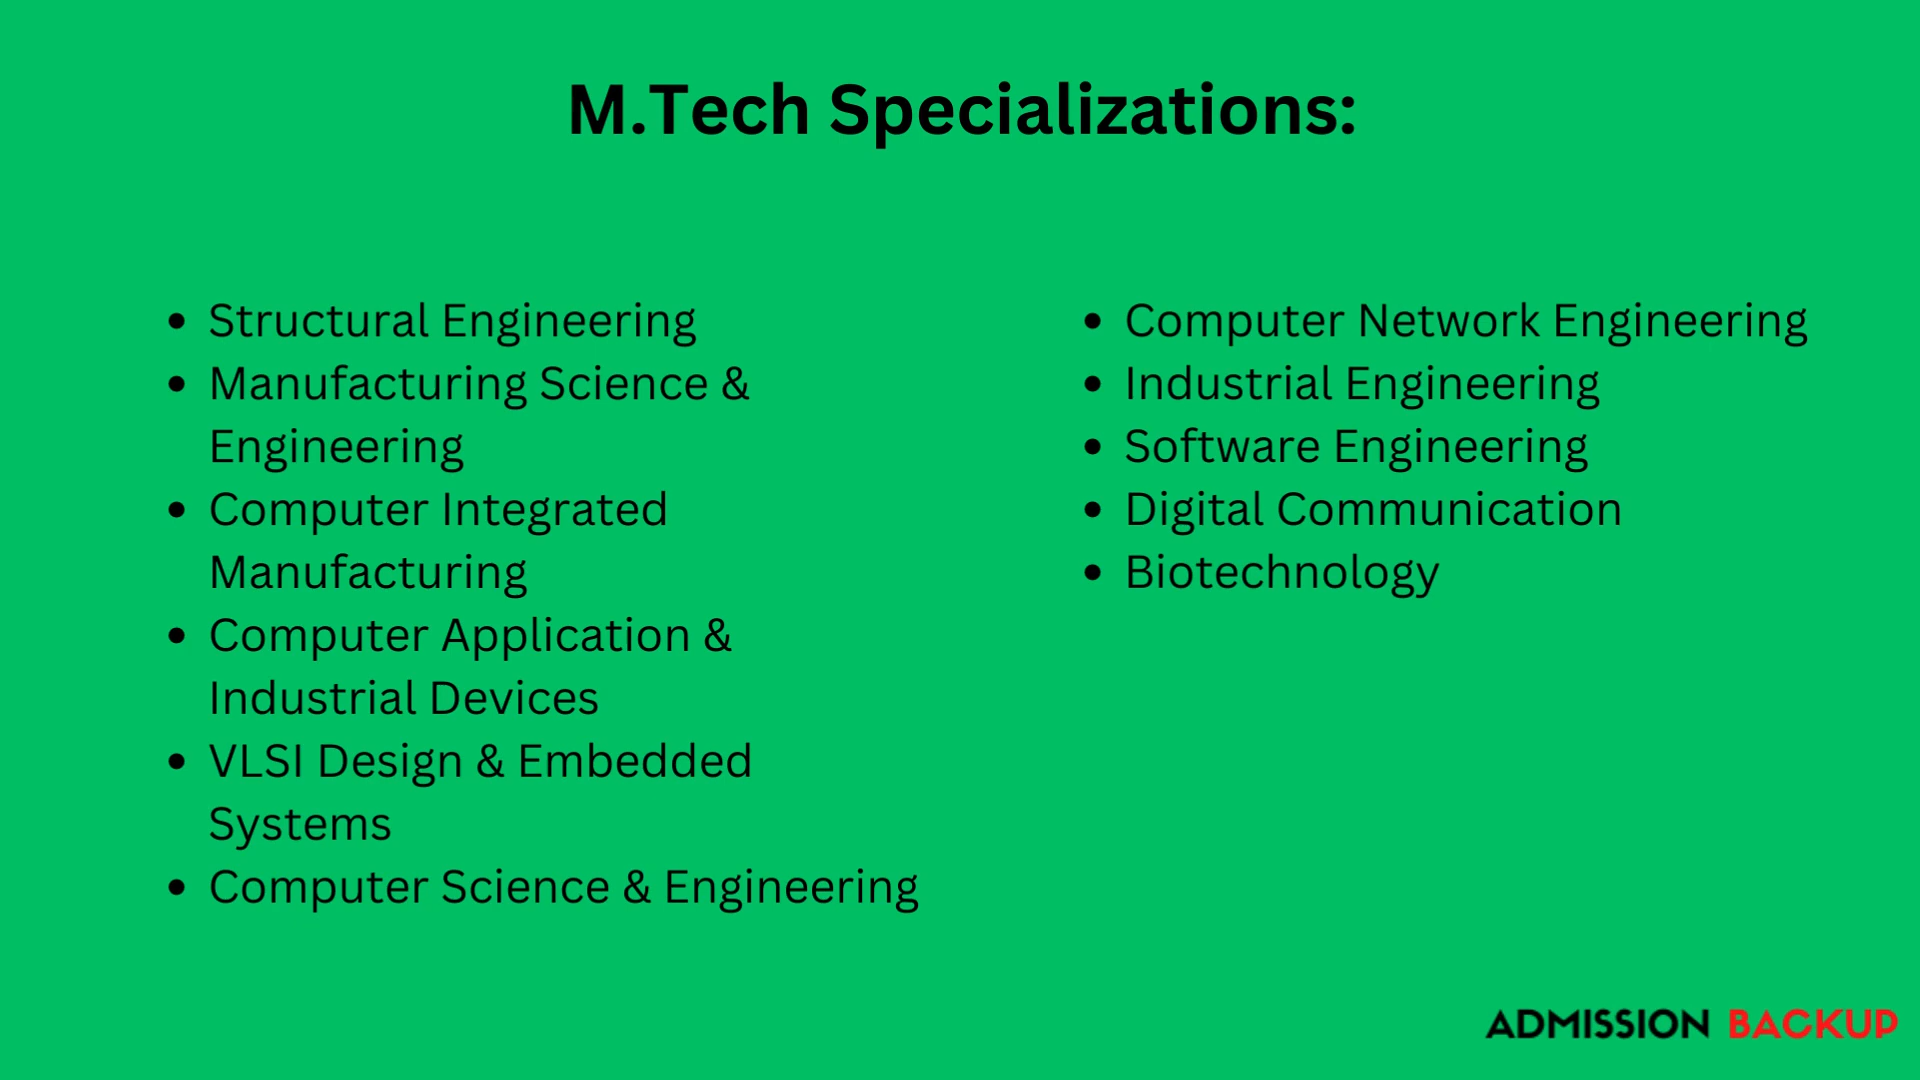 M.Tech Specializations:
• Structural Engineering
• Manufacturing Science &
Engineering
• Computer Integrated
Manufacturing
• Computer Application &
Industrial Devices
• VLSI Design & Embedded
Systems
• Computer Science & Engineering
• Computer Network Engineering
• Industrial Engineering
• Software Engineering
• Digital Communication
• Biotechnology
ADMISSION BACKUP